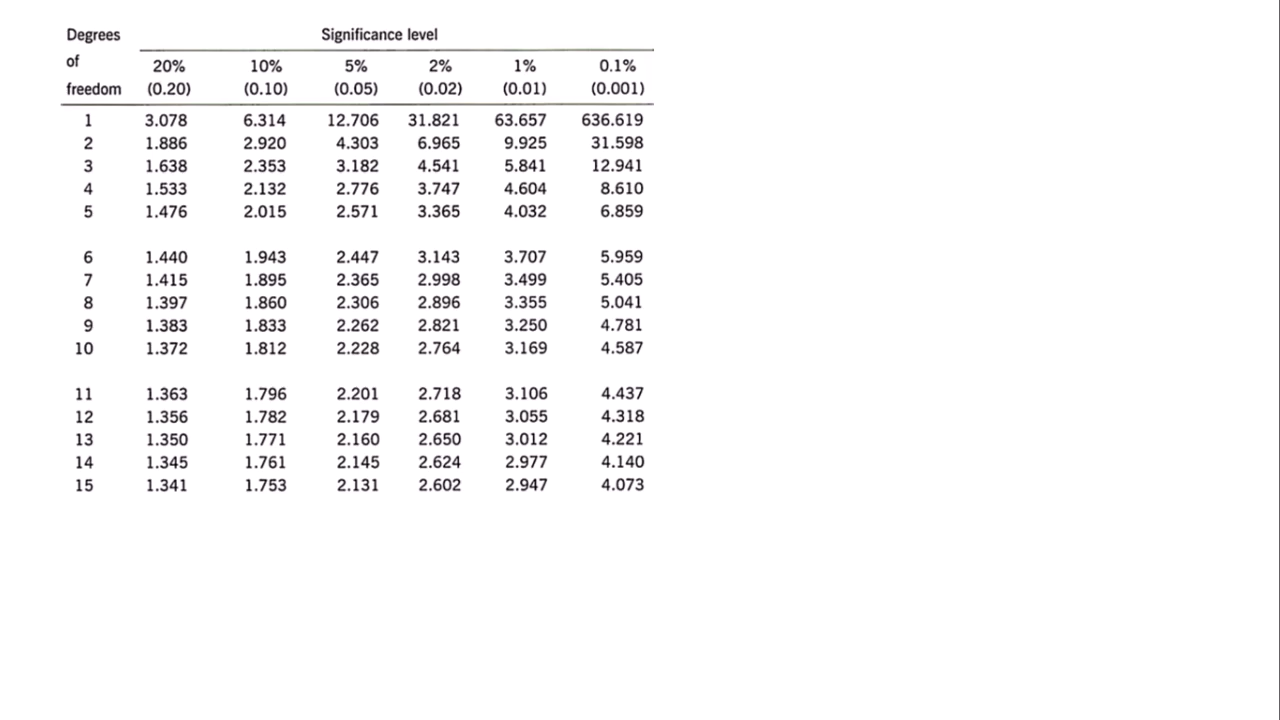 Degrees Significance level
of 20% 10% 5% 2% 1% 0.1%
freedom (0.20) (0.10) (0.05) (0.02) (0.01) (0.001)
1 3.078 6.314 12.706 31.821 63.657 636.619
2 1.886 2.920 4.303 6.965 9.925 31.598
3 1.638 2.353 3.182 4.541 5.841 12.941
4 1.533 2.132 2.776 3.747 4.604 8.610
5 1.476 2.015 2.571 3.365 4.032 6.859
6 1.440 1.943 2.447 3.143 3.707 5.959
7 1.415 1.895 2.365 2.998 3.499 5.405
8 1.397 1.860 2.306 2.896 3.355 5.041
9 1.383 1.833 2.262 2.821 3.250 4.781
10 1.372 1.812 2.228 2.764 3.169 4.587
11 1.363 1.796 2.201 2.718 3.106 4.437
12 1.356 1.782 2.179 2.681 3.055 4.318
13 1.350 1.771 2.160 2.650 3.012 4.221
14 1.345 1.761 2.145 2.624 2.977 4.140
15 1.341 1.753 2.131 2.602 2.947 4.073